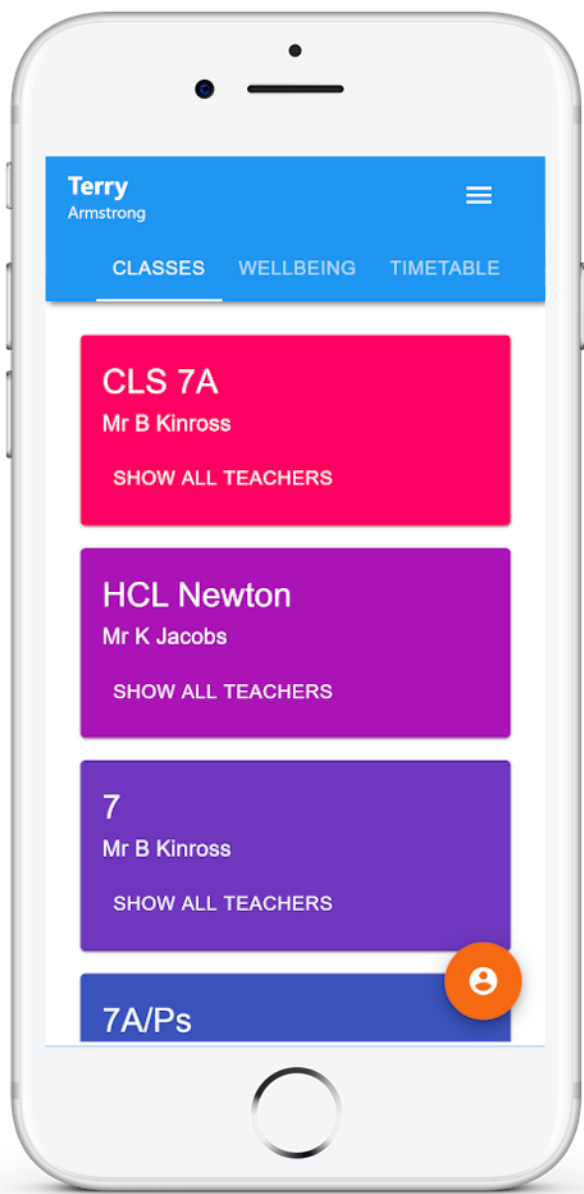 Terry
Armstrong
CLASSES WELLBEING TIMETABLE
CLS 7A
Mr B Kinross
SHOW ALL TEACHERS
HCL Newton
Mr K Jacobs
SHOW ALL TEACHERS
7
Mr B Kinross
SHOW ALL TEACHERS
7A/Ps